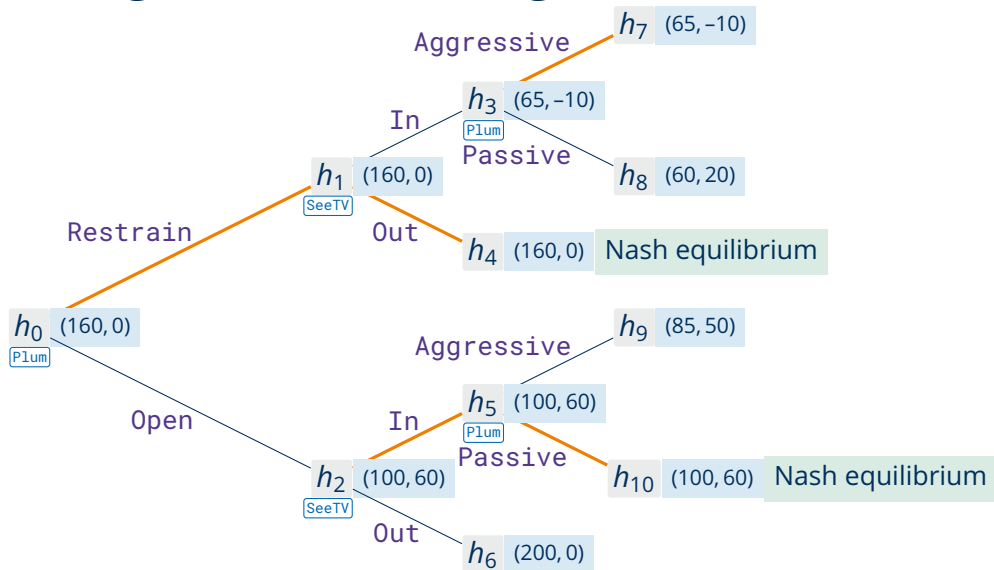 h7 (65, –10)
Aggressive
h3 (65, –10)
Plum
In
Passive
h8 (60, 20)
h1 (160, 0)
SeeTV
Restrain
Out
h4 (160, 0) Nash equilibrium
h0 (160, 0)
Plum
h9 (85, 50)
Aggressive
h5 (100, 60)
Plum
Open
In
Passive
h10 (100, 60) Nash equilibrium
h2 (100, 60)
SeeTV
Out
h6 (200, 0)